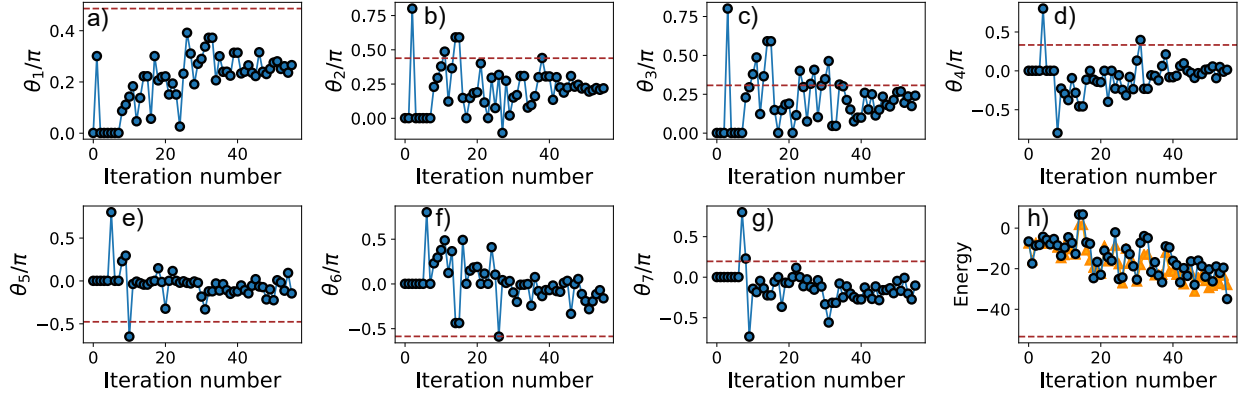 a)
θ₁/π
0.4
0.2
0.0
0 20 40
Iteration number
b)
θ₂/π
0.75
0.50
0.25
0.00
0 20 40
Iteration number
c)
θ₃/π
0.75
0.50
0.25
0.00
0 20 40
Iteration number
d)
θ₄/π
0.5
0.0
−0.5
0 20 40
Iteration number
e)
θ₅/π
0.5
0.0
−0.5
0 20 40
Iteration number
f)
θ₆/π
0.5
0.0
−0.5
0 20 40
Iteration number
g)
θ₇/π
0.5
0.0
−0.5
0 20 40
Iteration number
h)
Energy
0
−20
−40
0 20 40
Iteration number